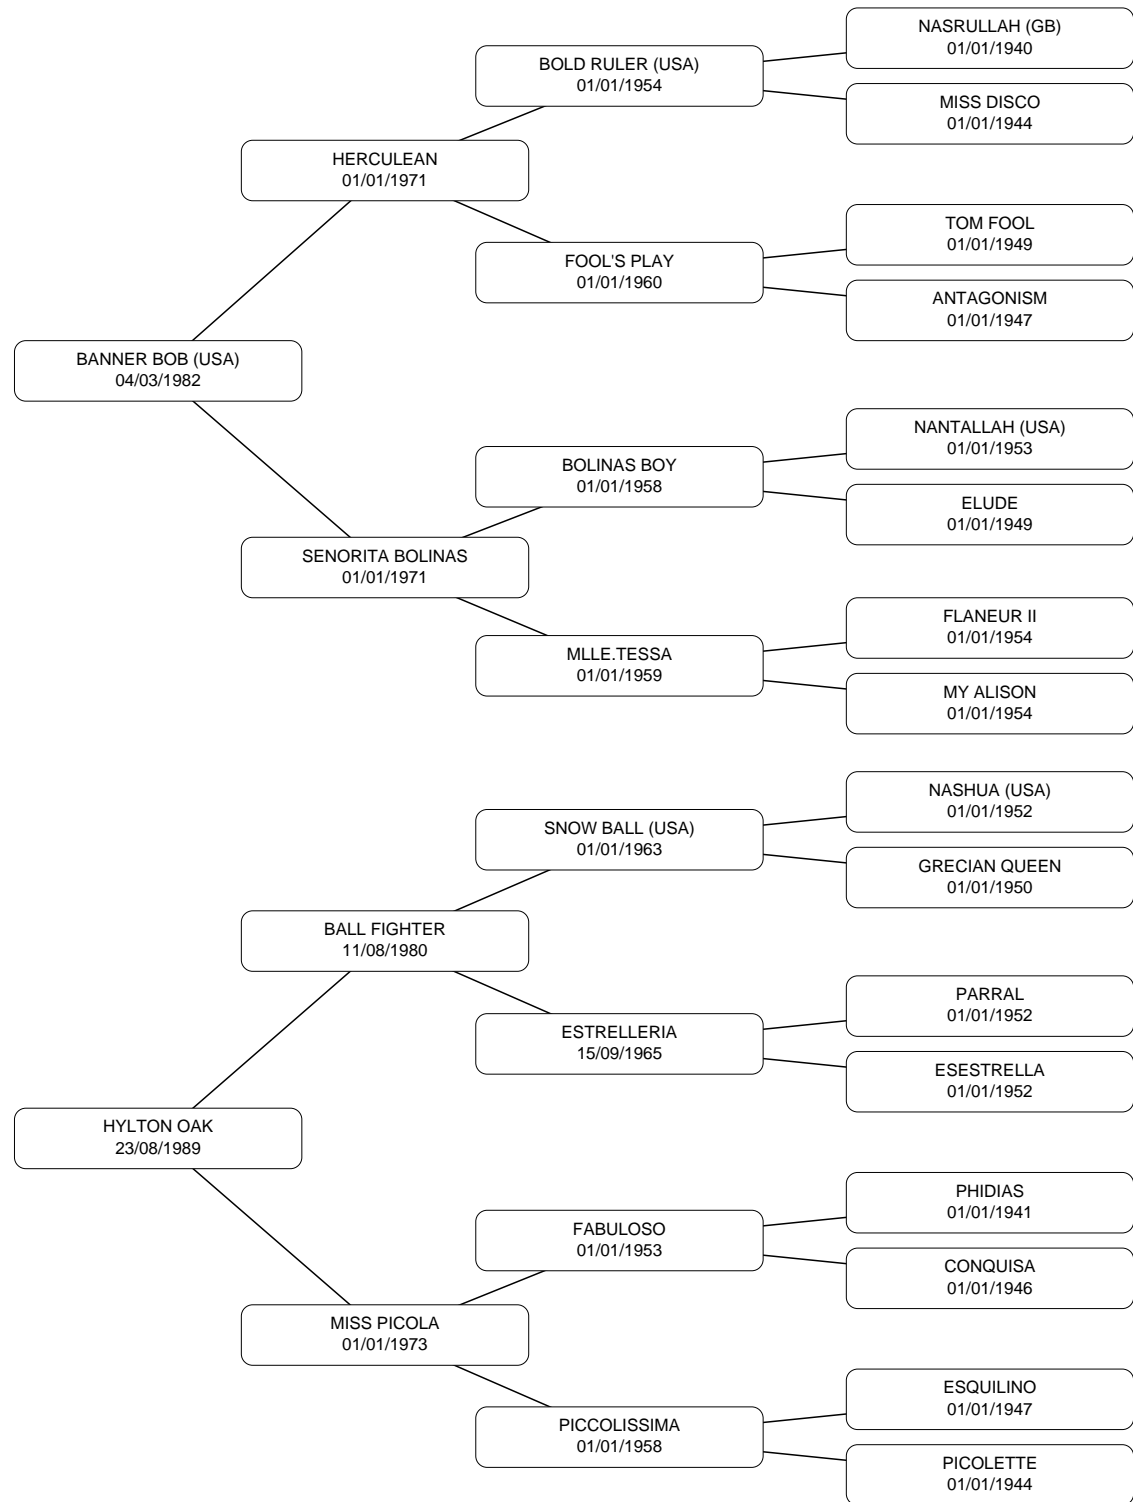 NASRULLAH (GB)
01/01/1940
BOLD RULER (USA)
01/01/1954
MISS DISCO
01/01/1944
HERCULEAN
01/01/1971
TOM FOOL
01/01/1949
FOOL'S PLAY
01/01/1960
ANTAGONISM
01/01/1947
BANNER BOB (USA)
04/03/1982
NANTALLAH (USA)
01/01/1953
BOLINAS BOY
01/01/1958
ELUDE
01/01/1949
SENORITA BOLINAS
01/01/1971
FLANEUR II
01/01/1954
MLLE.TESSA
01/01/1959
MY ALISON
01/01/1954
NASHUA (USA)
01/01/1952
SNOW BALL (USA)
01/01/1963
GRECIAN QUEEN
01/01/1950
BALL FIGHTER
11/08/1980
PARRAL
01/01/1952
ESTRELLERIA
15/09/1965
ESESTRELLA
01/01/1952
HYLTON OAK
23/08/1989
PHIDIAS
01/01/1941
FABULOSO
01/01/1953
CONQUISA
01/01/1946
MISS PICOLA
01/01/1973
ESQUILINO
01/01/1947
PICCOLISSIMA
01/01/1958
PICOLETTE
01/01/1944